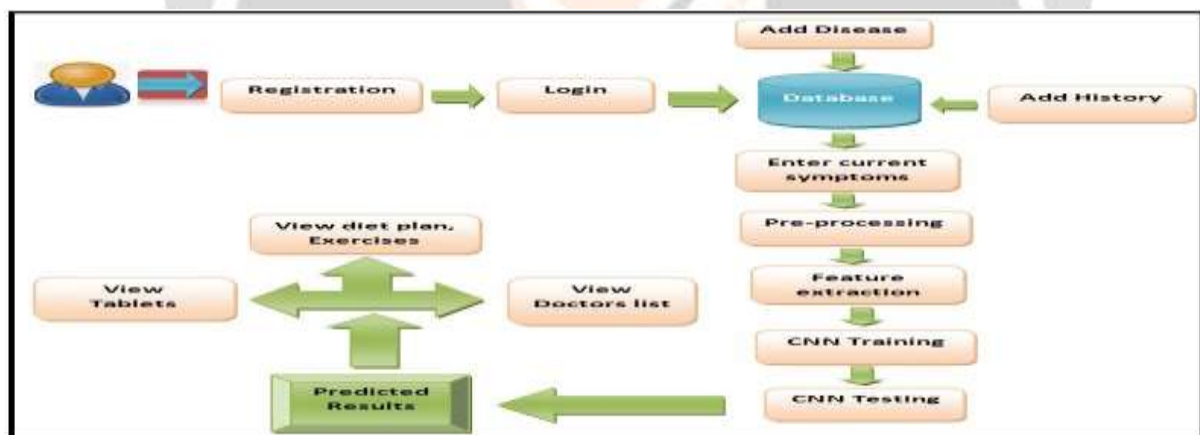 Add Disease
Registration
Login
Database
Add History
Enter current
symptoms
Pre-processing
View diet plan,
Exercises
Feature
extraction
View
Tablets
View
Doctors list
CNN Training
Predicted
Results
CNN Testing